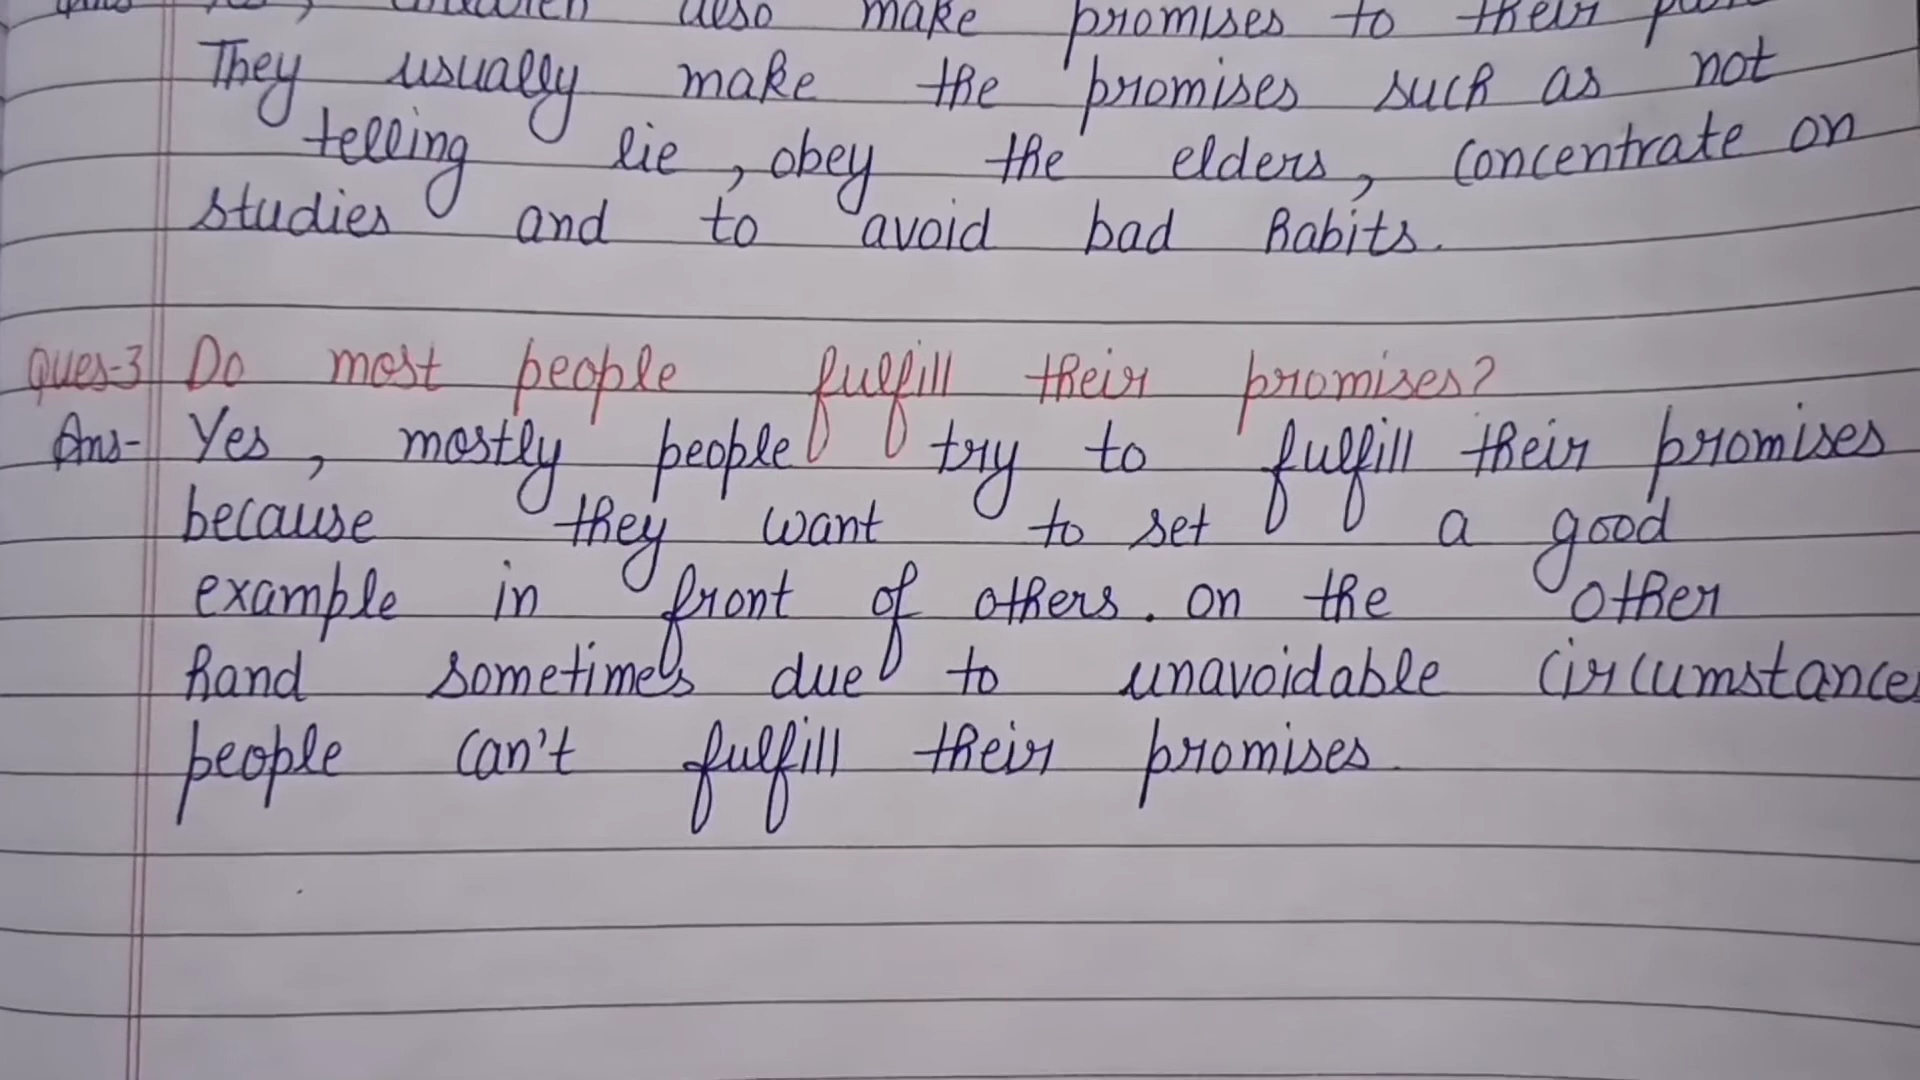 Yes, children also make promises to their
They usually make the promises such as not
telling lie, obey the elders, concentrate on
studies and to avoid bad habits.
Ques-3 Do most people fulfill their promises?
Ans- Yes, mostly people try to fulfill their promises
because they want to set a good
example in front of others. on the other
hand sometimes due to unavoidable circumstances
people can't fulfill their promises.